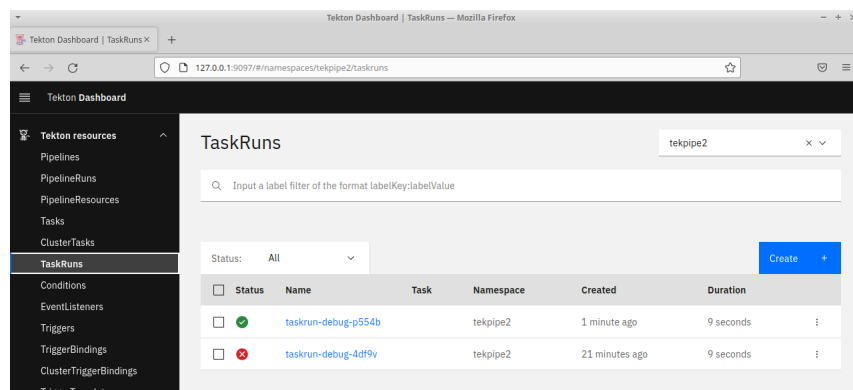 Tekton Dashboard | TaskRuns — Mozilla Firefox
Tekton Dashboard | TaskRuns × +
127.0.0.1:9097/#/namespaces/tekpipe2/taskruns
Tekton Dashboard
Tekton resources
Pipelines
PipelineRuns
PipelineResources
Tasks
ClusterTasks
TaskRuns
Conditions
EventListeners
Triggers
TriggerBindings
ClusterTriggerBindings
TaskRuns
tekpipe2
Input a label filter of the format labelKey:labelValue
Status: All
Create +
Status Name Task Namespace Created Duration
taskrun-debug-p554b tekpipe2 1 minute ago 9 seconds
taskrun-debug-4df9v tekpipe2 21 minutes ago 9 seconds